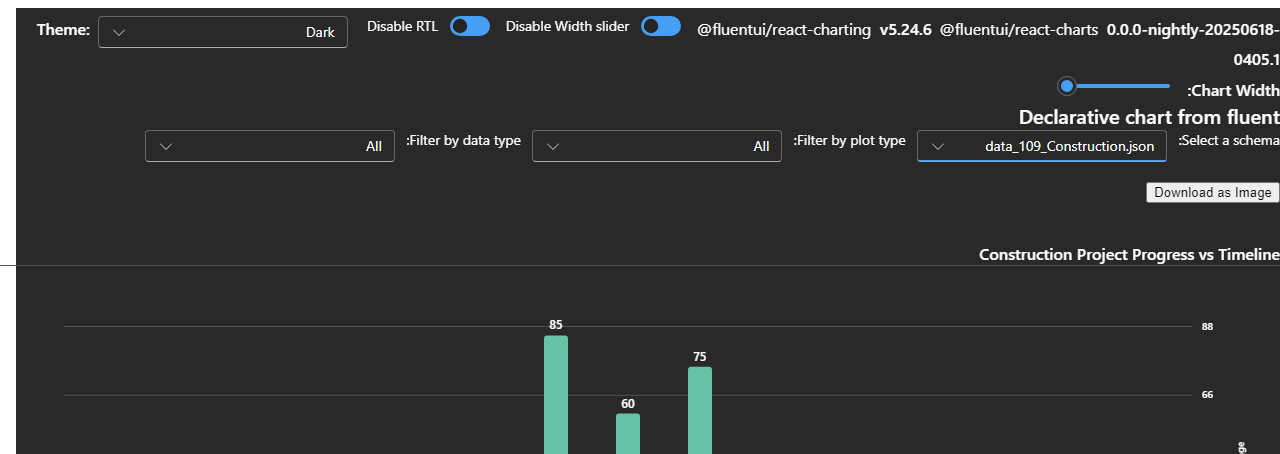 Theme: Dark Disable RTL Disable Width slider @fluentui/react-charting v5.24.6 @fluentui/react-charts 0.0.0-nightly-20250618-
0405.1
:Chart Width
Declarative chart from fluent
:Select a schema data_109_Construction.json :Filter by plot type All :Filter by data type All
Download as Image
Construction Project Progress vs Timeline
88
85
75
66
60